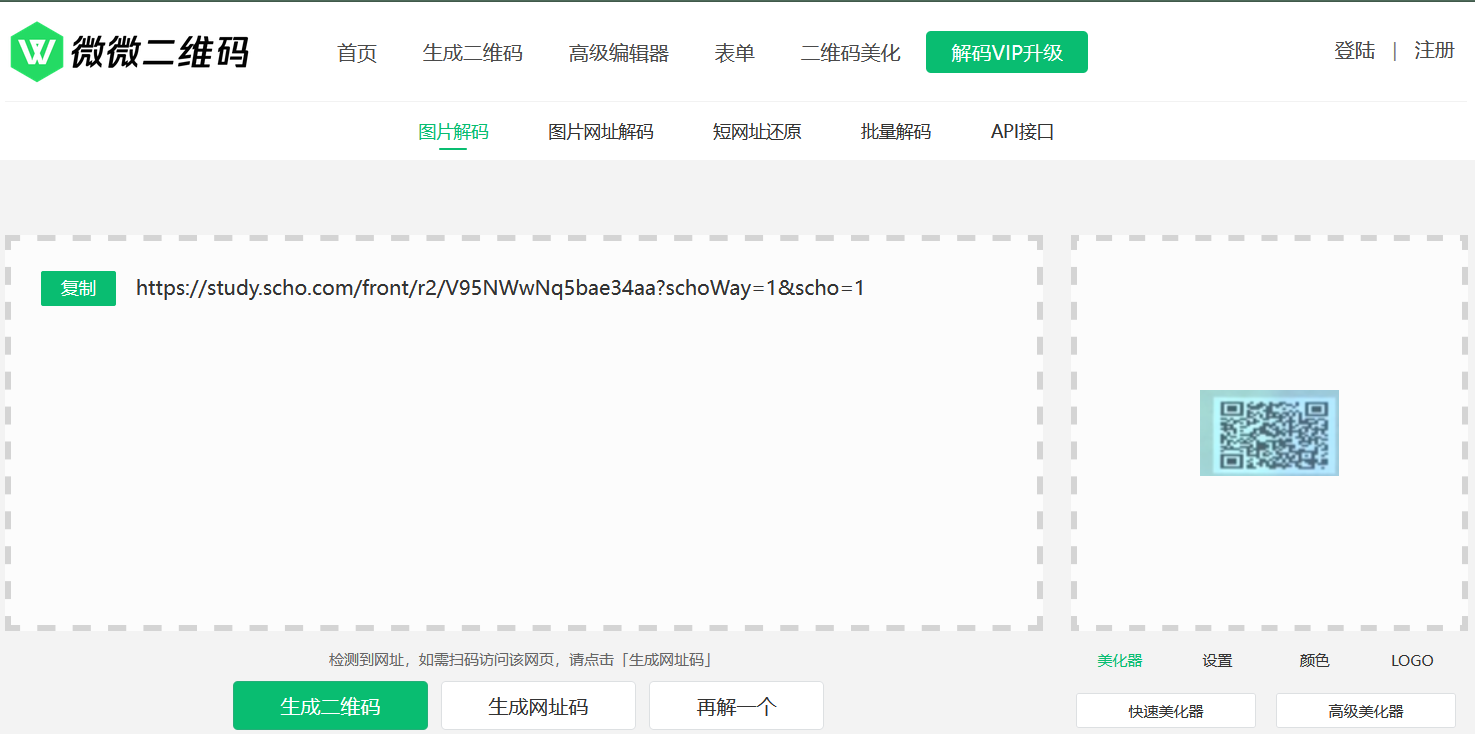 微微二维码 首页 生成二维码 高级编辑器 表单 二维码美化 解码VIP升级 登陆 | 注册
图片解码 图片网址解码 短网址还原 批量解码 API接口
复制 https://study.scho.com/front/r2/V95NWwNq5bae34aa?schoWay=1&scho=1
检测到网址，如需扫码访问该网页，请点击「生成网址码」
生成二维码 生成网址码 再解一个
美化器 设置 颜色 LOGO
快速美化器 高级美化器